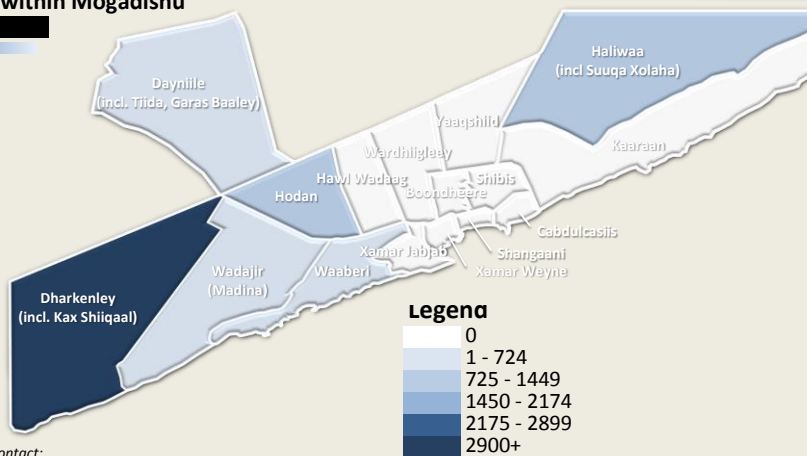 within Mogadishu
Haliwaa
(incl Suuqa Xolaha)
Dayniile
(incl. Tiida, Garas Baaley)
Yaaqshiid
Kaaraan
Wardhiigleey
Hawl Wadaag
Shibis
Boondheere
Hodan
Cabdulcasiis
Xamar Jabjab
Shangaani
Xamar Weyne
Wadajir
(Madina)
Waaberi
Dharkenley
(incl. Kax Shiiqaal)
Legend
0
1 - 724
725 - 1449
1450 - 2174
2175 - 2899
2900+
ontact: